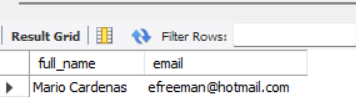 Result Grid Filter Rows:
full_name email
Mario Cardenas efreeman@hotmail.com